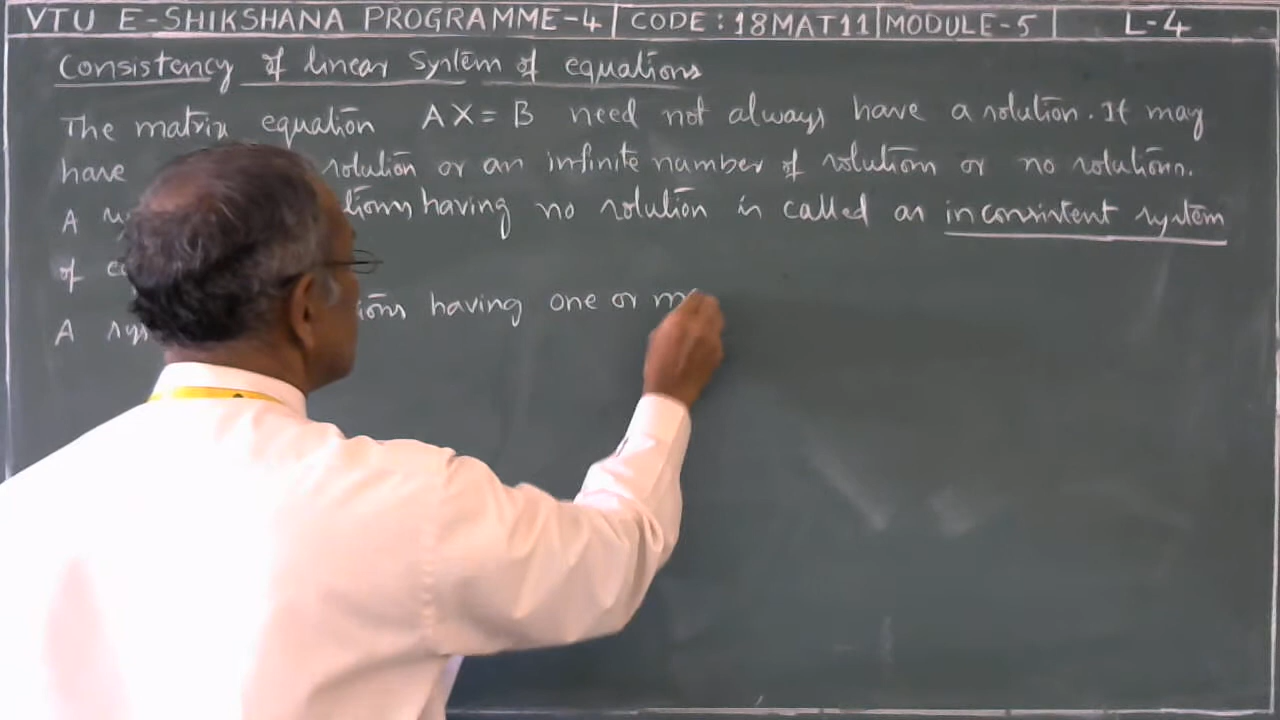 VTU E-SHIKSHANA PROGRAMME-4 | CODE : 18MAT11 | MODULE-5 | L-4
Consistency of linear System of equations
The matrix equation AX = B need not always have a solution. It may
have solution or an infinite number of solutions or no solutions.
A having no solution is called an inconsistent system
of
A having one or